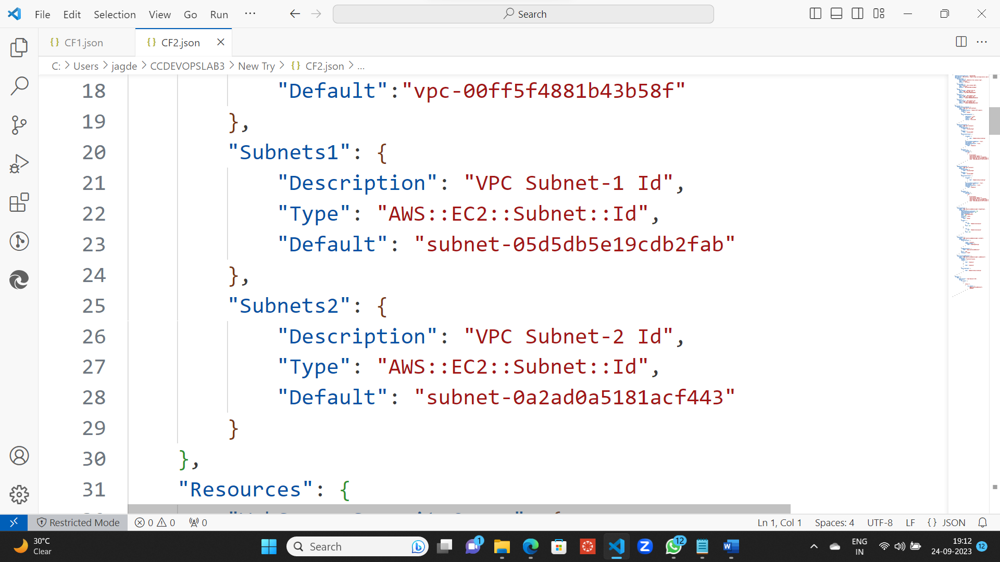 File Edit Selection View Go Run ...
Search
{} CF1.json
{} CF2.json
C: > Users > jagde > CCDEVOPSLAB3 > New Try > {} CF2.json > ...
18 "Default":"vpc-00ff5f4881b43b58f"
19 },
20 "Subnets1": {
21 "Description": "VPC Subnet-1 Id",
22 "Type": "AWS::EC2::Subnet::Id",
23 "Default": "subnet-05d5db5e19cdb2fab"
24 },
25 "Subnets2": {
26 "Description": "VPC Subnet-2 Id",
27 "Type": "AWS::EC2::Subnet::Id",
28 "Default": "subnet-0a2ad0a5181acf443"
29 }
30 },
31 "Resources": {
Restricted Mode 0 0 0 Ln 1, Col 1 Spaces: 4 UTF-8 LF {} JSON
30°C
Clear
Search
1
12
ENG
IN
19:12
24-09-2023
12